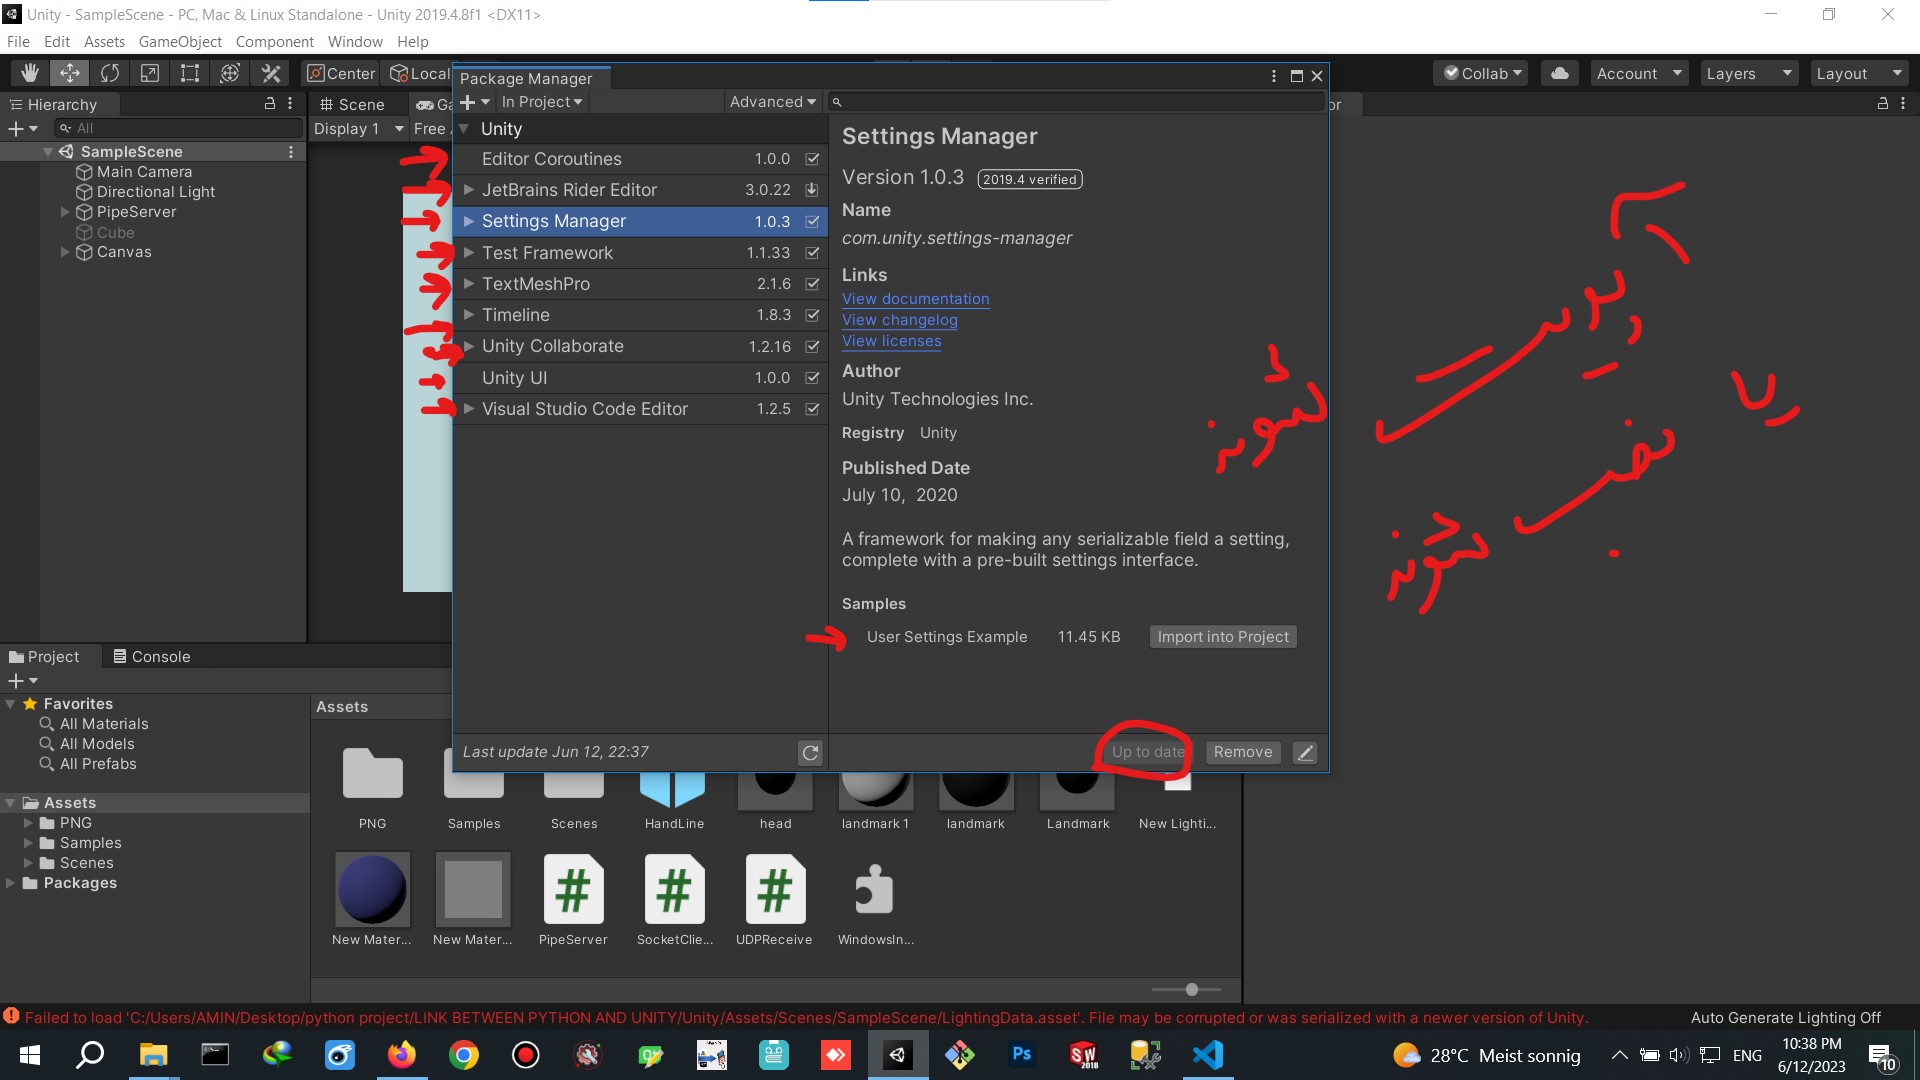 Unity - SampleScene - PC, Mac & Linux Standalone - Unity 2019.4.8f1 <DX11>
File Edit Assets GameObject Component Window Help
Center Local Collab Account Layers Layout
Hierarchy
All
SampleScene
Main Camera
Directional Light
PipeServer
Cube
Canvas
Scene
Display 1 Free
Package Manager
In Project Advanced
Unity
Editor Coroutines 1.0.0
JetBrains Rider Editor 3.0.22
Settings Manager 1.0.3
Test Framework 1.1.33
TextMeshPro 2.1.6
Timeline 1.8.3
Unity Collaborate 1.2.16
Unity UI 1.0.0
Visual Studio Code Editor 1.2.5
Last update Jun 12, 22:37
Settings Manager
Version 1.0.3 2019.4 verified
Name
com.unity.settings-manager
Links
View documentation
View changelog
View licenses
Author
Unity Technologies Inc.
Registry Unity
Published Date
July 10, 2020
A framework for making any serializable field a setting,
complete with a pre-built settings interface.
Samples
User Settings Example 11.45 KB Import into Project
Up to date Remove
Project Console
Favorites
All Materials
All Models
All Prefabs
Assets
PNG
Samples
Scenes
Packages
Assets
PNG Samples Scenes HandLine head landmark 1 landmark Landmark New Lighti...
New Mater... New Mater... PipeServer SocketClie... UDPReceive WindowsIn...
Failed to load 'C:/Users/AMIN/Desktop/python project/LINK BETWEEN PYTHON AND UNITY/Unity/Assets/Scenes/SampleScene/LightingData.asset'. File may be corrupted or was serialized with a newer version of Unity.
Auto Generate Lighting Off
28°C Meist sonnig ENG 10:38 PM
6/12/2023
10